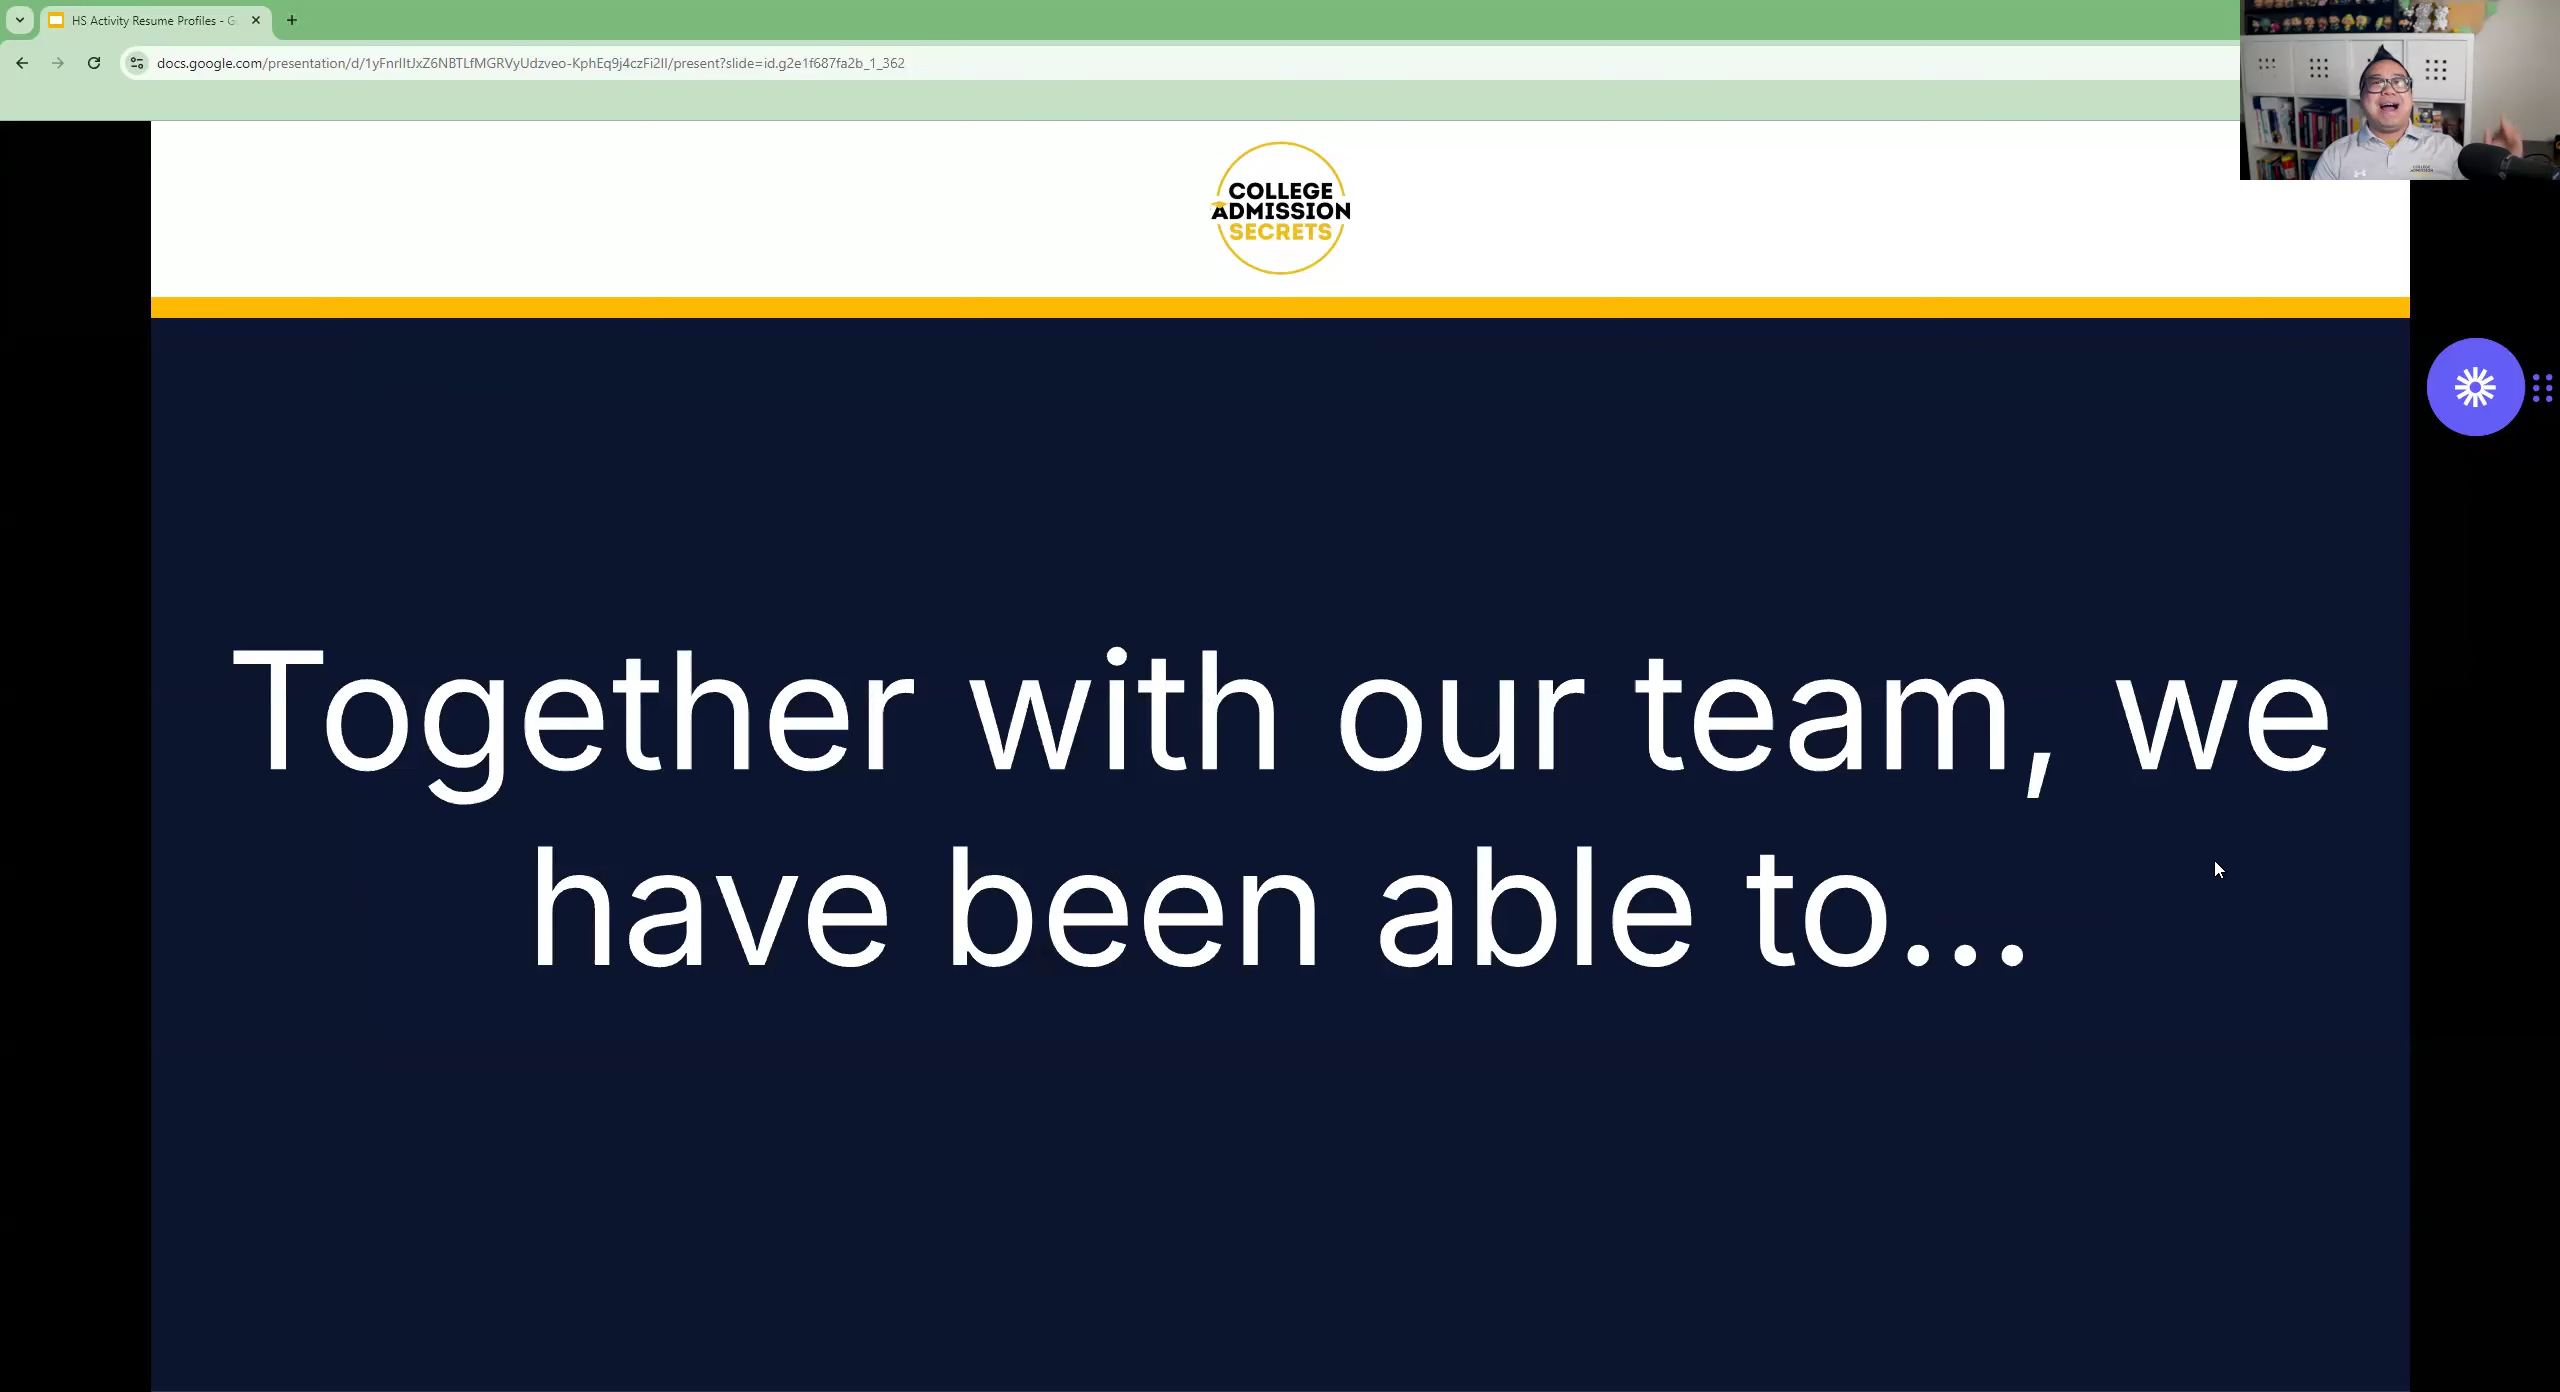 HS Activity Resume Profiles - G
docs.google.com/presentation/d/1yFnrIltJxZ6NBTLfMGRVyUdzveo-KphEq9j4czFi2lI/present?slide=id.g2e1f687fa2b_1_362
COLLEGE
ADMISSION
SECRETS
Together with our team, we
have been able to...